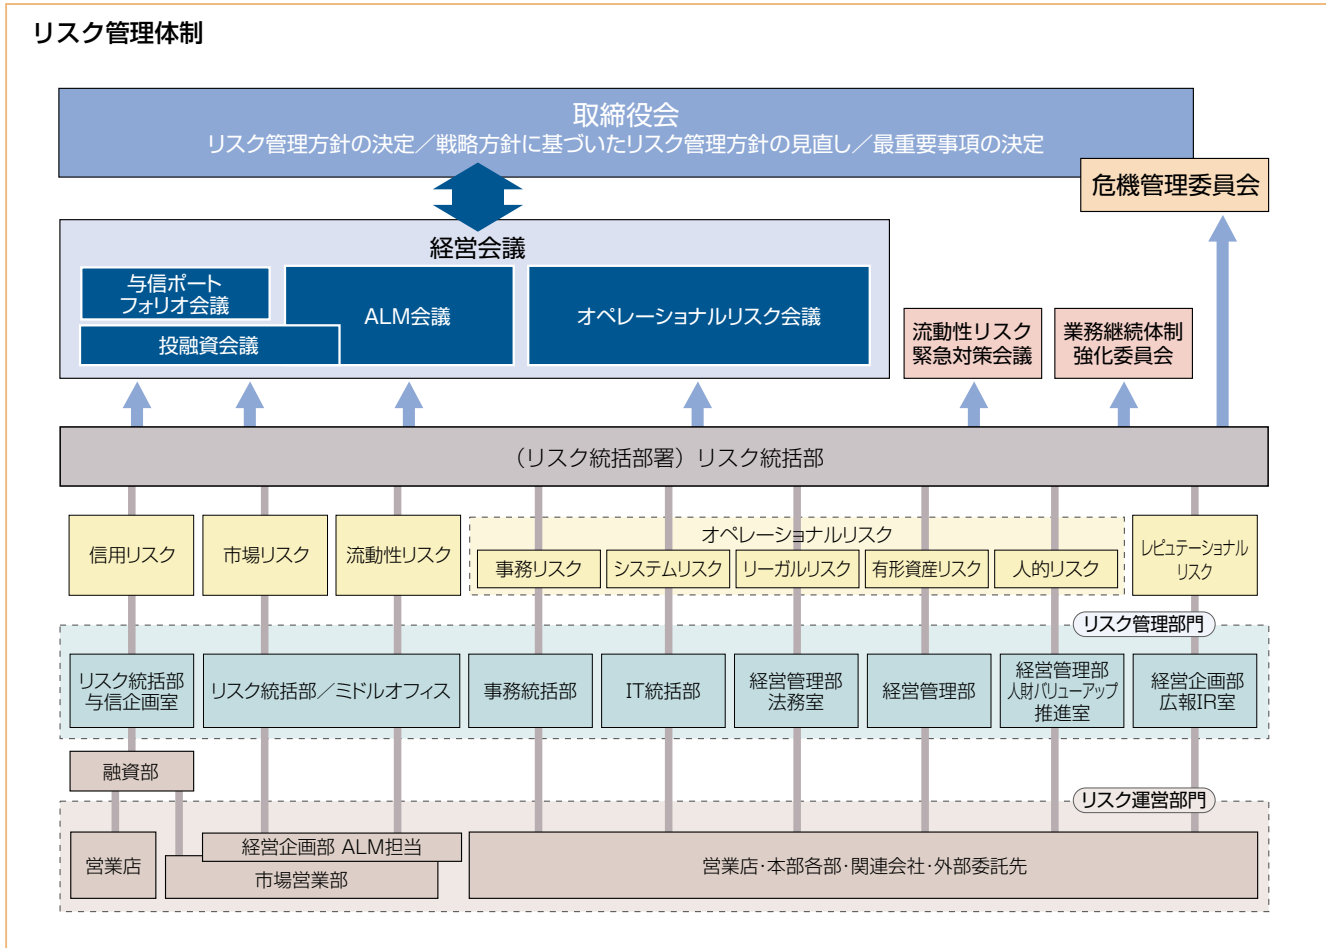 リスク管理体制
取締役会
リスク管理方針の決定／戦略方針に基づいたリスク管理方針の見直し／最重要事項の決定
危機管理委員会
経営会議
与信ポート
フォリオ会議
ALM会議
オペレーショナルリスク会議
投融資会議
流動性リスク
緊急対策会議
業務継続体制
強化委員会
（リスク統括部署）リスク統括部
信用リスク
市場リスク
流動性リスク
オペレーショナルリスク
事務リスク
システムリスク
リーガルリスク
有形資産リスク
人的リスク
レピュテーショナル
リスク
リスク管理部門
リスク統括部
与信企画室
リスク統括部／ミドルオフィス
事務統括部
IT統括部
経営管理部
法務室
経営管理部
経営管理部
人財バリューアップ
推進室
経営企画部
広報IR室
融資部
リスク運営部門
営業店
経営企画部 ALM担当
市場営業部
営業店・本部各部・関連会社・外部委託先